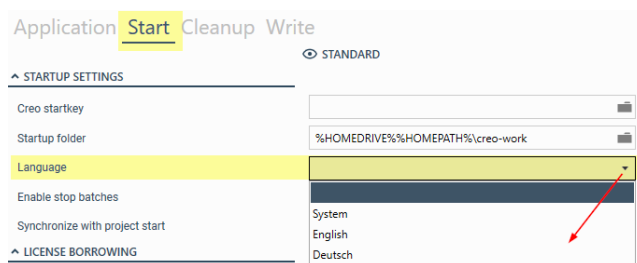 Application Start Cleanup Write
STANDARD
STARTUP SETTINGS
Creo startkey
Startup folder %HOMEDRIVE%%HOMEPATH%\creo-work
Language
Enable stop batches
System
Synchronize with project start
English
LICENSE BORROWING
Deutsch